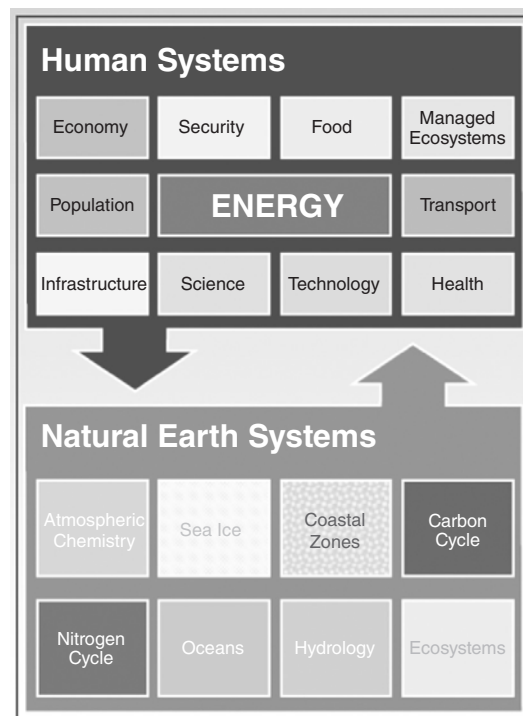 Human Systems
Economy
Security
Food
Managed
Ecosystems
Population
ENERGY
Transport
Infrastructure
Science
Technology
Health
Natural Earth Systems
Atmospheric
Chemistry
Sea Ice
Coastal
Zones
Carbon
Cycle
Nitrogen
Cycle
Oceans
Hydrology
Ecosystems